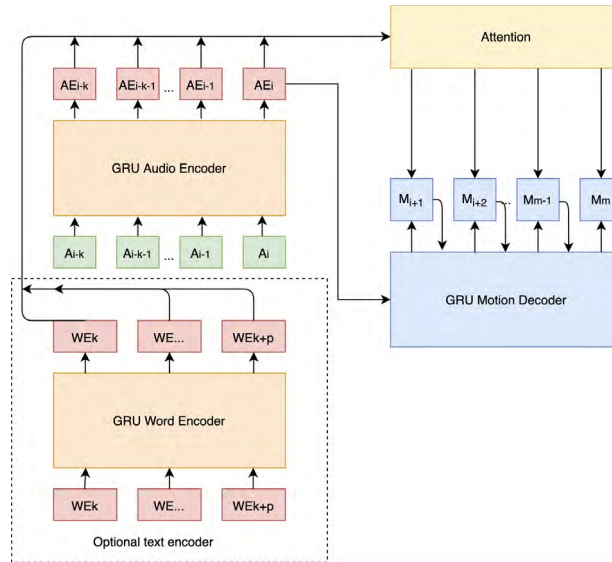 Attention
AEi-k AEi-k-1 ... AEi-1 AEi
GRU Audio Encoder
Mi+1 Mi+2 ... Mm-1 Mm
Ai-k Ai-k-1 ... Ai-1 Ai
GRU Motion Decoder
WEk WE... WEk+p
GRU Word Encoder
WEk WE... WEk+p
Optional text encoder